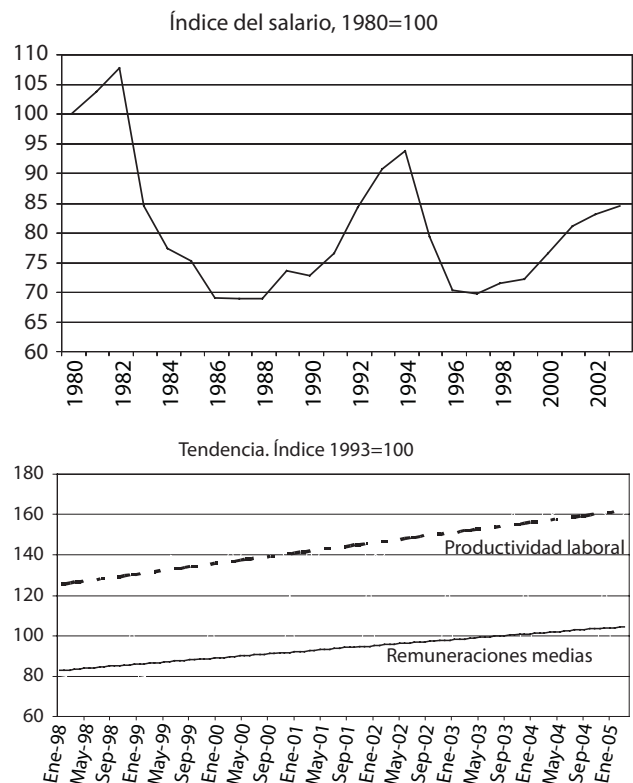 Índice del salario, 1980=100
110
105
100
95
90
85
80
75
70
65
60
1980
1982
1984
1986
1988
1990
1992
1994
1996
1998
2000
2002
Tendencia. Índice 1993=100
180
160
140
120
100
80
60
Productividad laboral
Remuneraciones medias
Ene-98
May-98
Sep-98
Ene-99
May-99
Sep-99
Ene-00
May-00
Sep-00
Ene-01
May-01
Sep-01
Ene-02
May-02
Sep-02
Ene-03
May-03
Sep-03
Ene-04
May-04
Sep-04
Ene-05